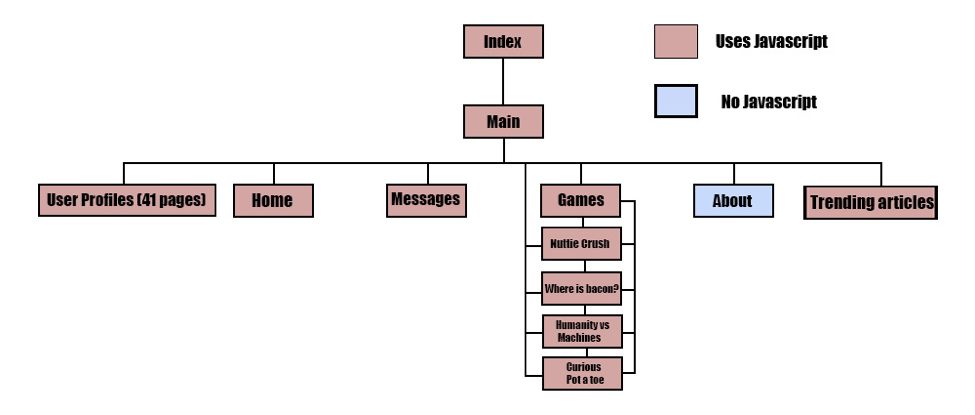 Index
Uses Javascript
No Javascript
Main
User Profiles (41 pages)
Home
Messages
Games
About
Trending articles
Nuttie Crush
Where is bacon?
Humanity vs
Machines
Curious
Pot a toe